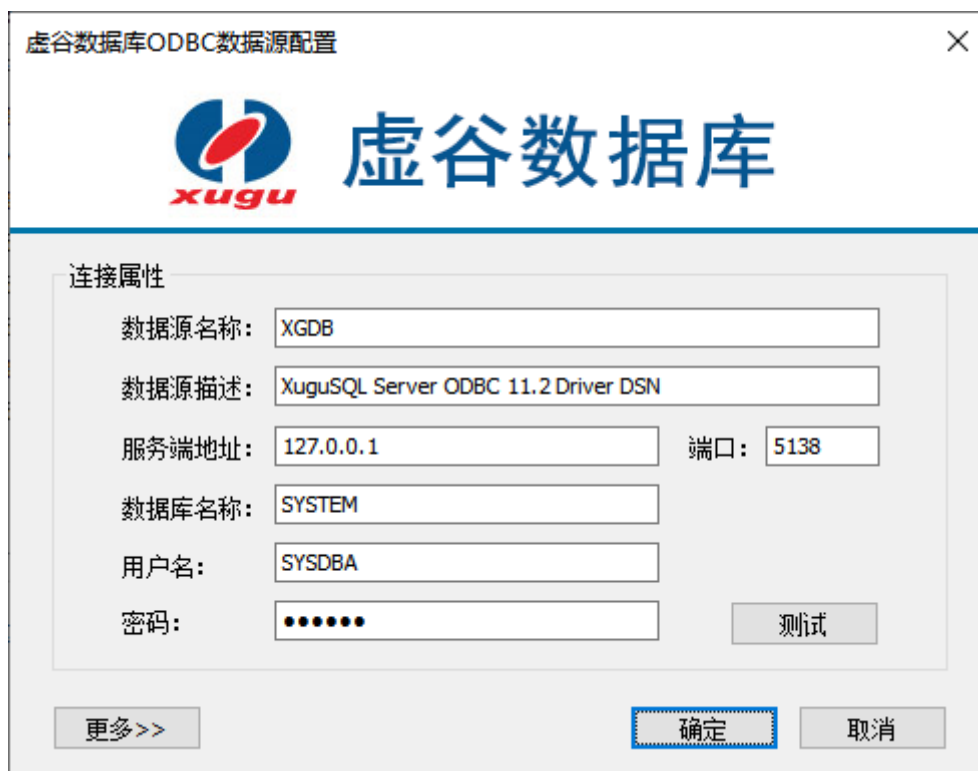 虚谷数据库ODBC数据源配置
xugu
虚谷数据库
连接属性
数据源名称： XGDB
数据源描述： XuguSQL Server ODBC 11.2 Driver DSN
服务端地址： 127.0.0.1 端口： 5138
数据库名称： SYSTEM
用户名： SYSDBA
密码： ●●●●●●
测试
更多>> 确定 取消